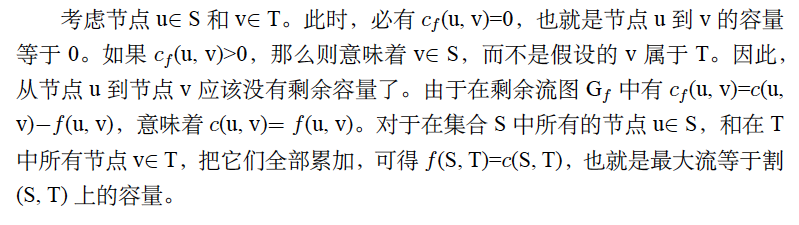 考虑节点 u∈ S 和 v∈ T。此时，必有 cf(u, v)=0，也就是节点 u 到 v 的容量
等于 0。如果 cf(u, v)>0，那么则意味着 v∈ S，而不是假设的 v 属于 T。因此，
从节点 u 到节点 v 应该没有剩余容量了。由于在剩余流图 Gf 中有 cf(u, v)=c(u,
v)−f(u, v)，意味着 c(u, v)= f(u, v)。对于在集合 S 中所有的节点 u∈ S，和在 T
中所有节点 v∈ T，把它们全部累加，可得 f(S, T)=c(S, T)，也就是最大流等于割
(S, T) 上的容量。